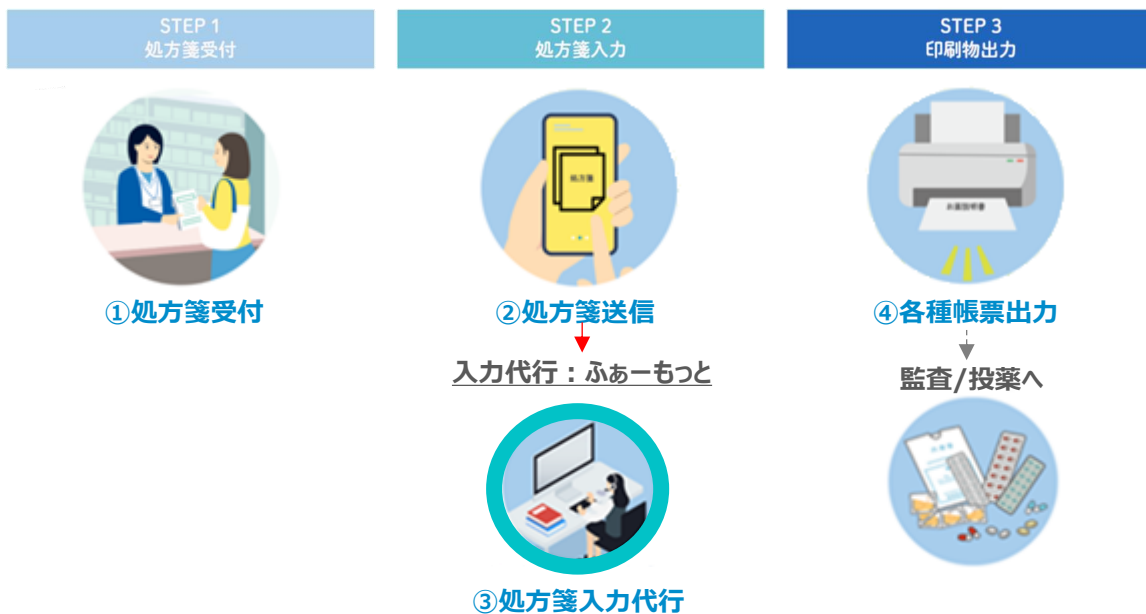 STEP 1
処方箋受付
STEP 2
処方箋入力
STEP 3
印刷物出力
処方箋
お薬説明書
①処方箋受付
②処方箋送信
④各種帳票出力
入力代行：ふぁーもっと
監査/投薬へ
③処方箋入力代行